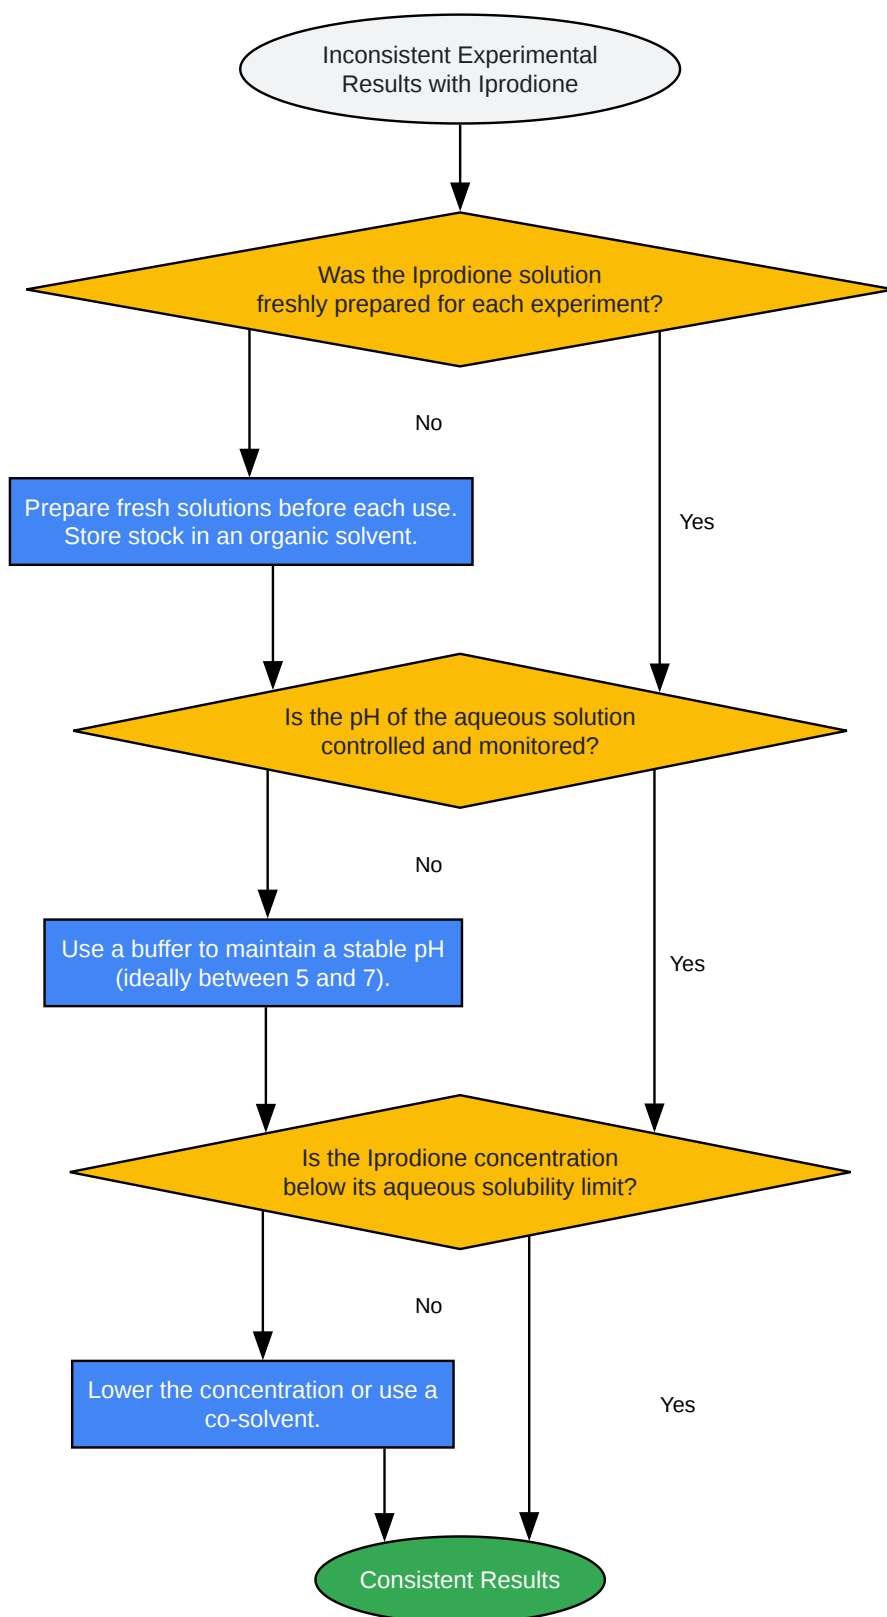 Inconsistent Experimental
Results with Iprodione
Was the Iprodione solution
freshly prepared for each experiment?
No
Prepare fresh solutions before each use.
Store stock in an organic solvent.
Yes
Is the pH of the aqueous solution
controlled and monitored?
No
Use a buffer to maintain a stable pH
(ideally between 5 and 7).
Yes
Is the Iprodione concentration
below its aqueous solubility limit?
No
Lower the concentration or use a
co-solvent.
Yes
Consistent Results